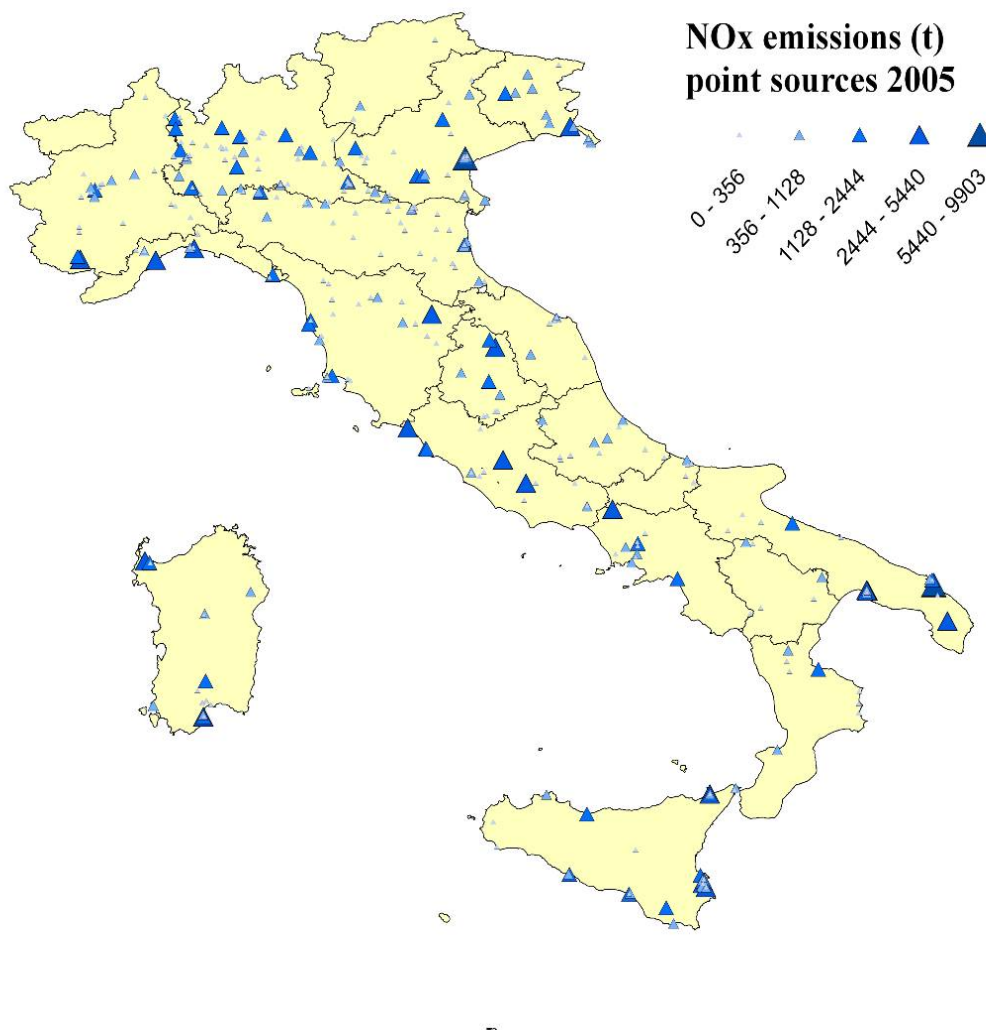 NOx emissions (t)
point sources 2005
0 - 356
356 - 1128
1128 - 2444
2444 - 5440
5440 - 9903